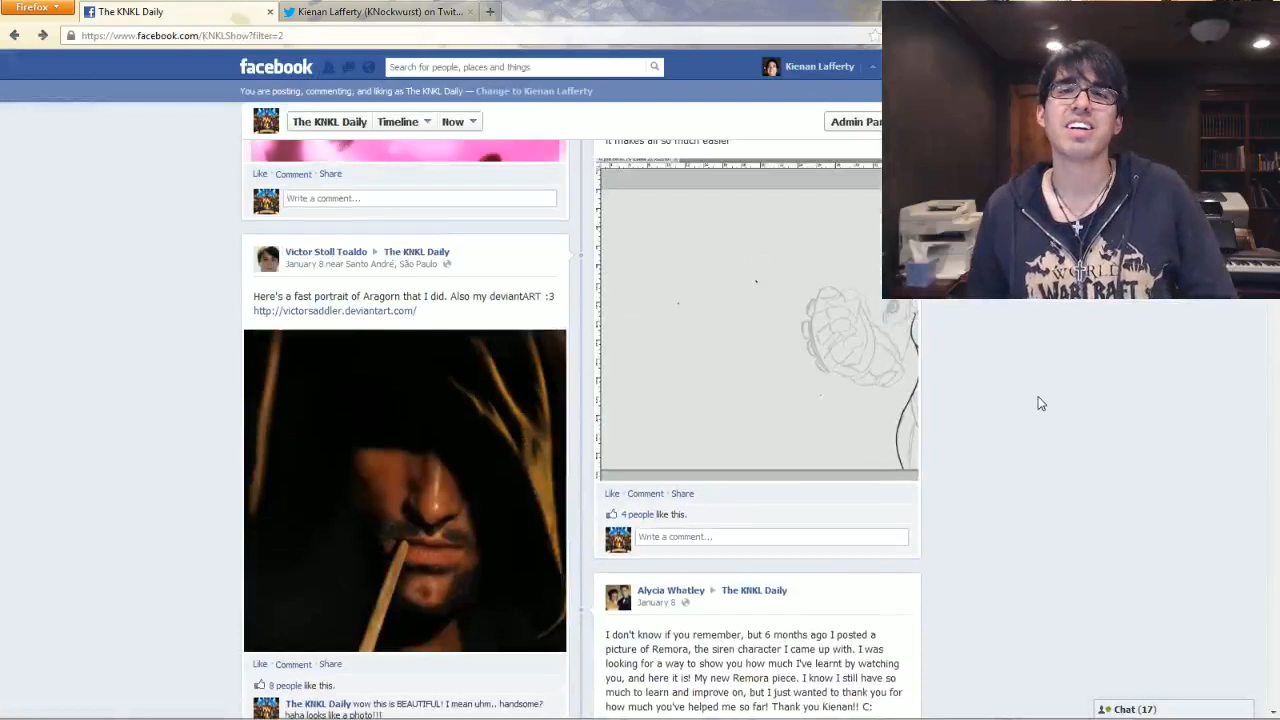 Firefox
The KNKL Daily
Kienan Lafferty (KNockwurst) on Twit...
https://www.facebook.com/KNKLShow?filter=2
facebook
Search for people, places and things
Kienan Lafferty
You are posting, commenting, and liking as The KNKL Daily — Change to Kienan Lafferty
The KNKL Daily
Timeline
Now
Admin Pan
it makes all so much easier
Like · Comment · Share
Write a comment...
Victor Stoll Toaldo ▸ The KNKL Daily
January 8 near Santo André, São Paulo
Here's a fast portrait of Aragorn that I did. Also my deviantART :3
http://victorsaddler.deviantart.com/
Like · Comment · Share
8 people like this.
The KNKL Daily wow this is BEAUTIFUL! I mean uhm.. handsome?
haha looks like a photo!!!
Like · Comment · Share
4 people like this.
Write a comment...
Alycia Whatley ▸ The KNKL Daily
January 8
I don't know if you remember, but 6 months ago I posted a
picture of Remora, the siren character I came up with. I was
looking for a way to show you how much I've learnt by watching
you, and here it is! My new Remora piece. I know I still have so
much to learn and improve on, but I just wanted to thank you for
how much you've helped me so far! Thank you Kienan!! C:
WORLD
WARCRAFT
Chat (17)